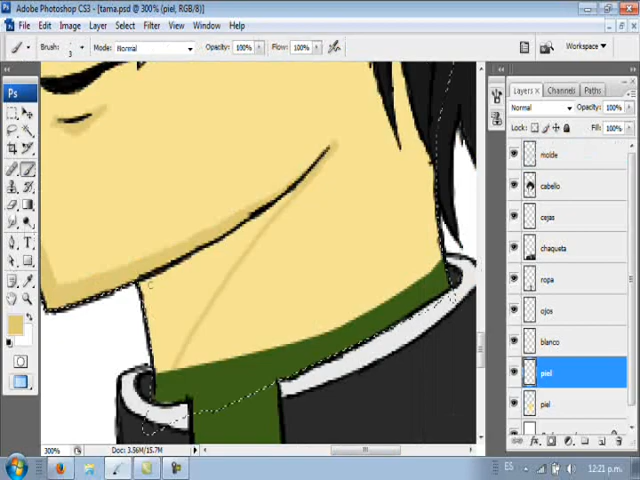 Adobe Photoshop CS3 - [tama.psd @ 300% (piel, RGB/8)]
File Edit Image Layer Select Filter View Window Help
Brush: 3 Mode: Normal Opacity: 100% Flow: 100% Workspace
Ps
Layers Channels Paths
Normal Opacity: 100%
Lock: Fill: 100%
molde
cabello
cejas
chaqueta
ropa
ojos
blanco
piel
piel
300% Doc: 3.56M/15.7M
ES 12:21 p.m.